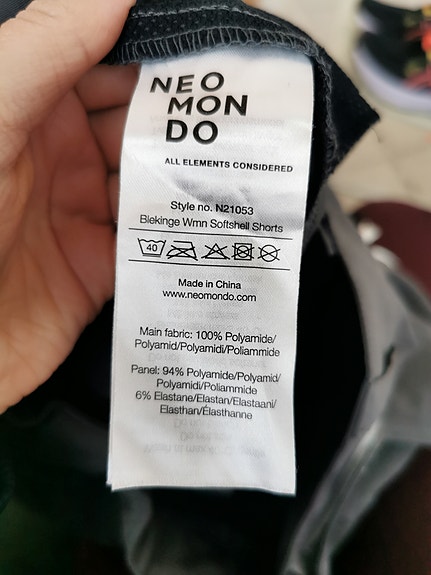 NEO
MON
DO
ALL ELEMENTS CONSIDERED
Style no. N21053
Blekinge Wmn Softshell Shorts
40
Made in China
www.neomondo.com
Main fabric: 100% Polyamide/
Polyamid/Polyamidi/Poliammide
Panel: 94% Polyamide/Polyamid/
Polyamidi/Poliammide
6% Elastane/Elastan/Elastaani/
Elasthan/Élasthanne